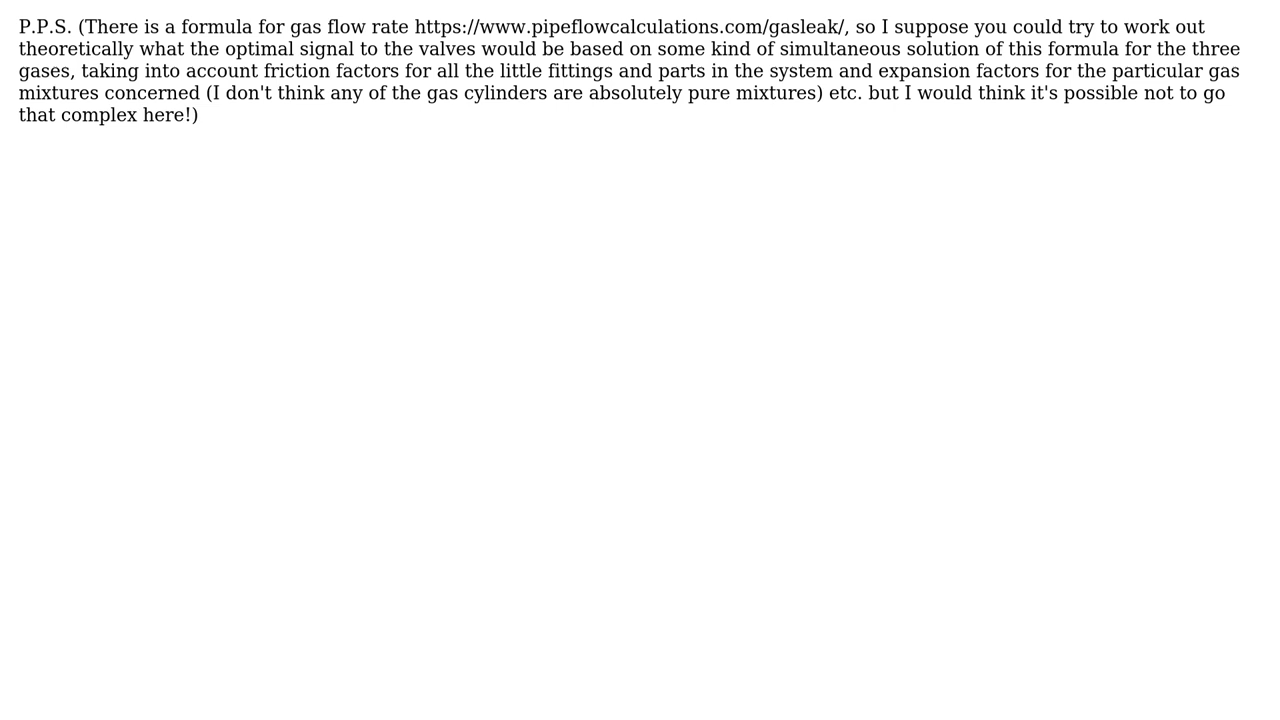 P.P.S. (There is a formula for gas flow rate https://www.pipeflowcalculations.com/gasleak/, so I suppose you could try to work out
theoretically what the optimal signal to the valves would be based on some kind of simultaneous solution of this formula for the three
gases, taking into account friction factors for all the little fittings and parts in the system and expansion factors for the particular gas
mixtures concerned (I don't think any of the gas cylinders are absolutely pure mixtures) etc. but I would think it's possible not to go
that complex here!)